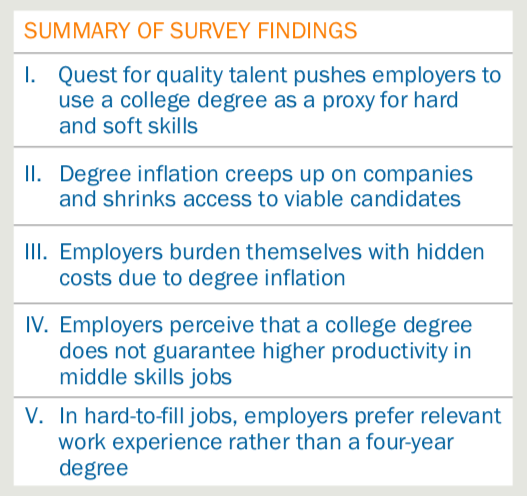 SUMMARY OF SURVEY FINDINGS
I. Quest for quality talent pushes employers to
use a college degree as a proxy for hard
and soft skills
II. Degree inflation creeps up on companies
and shrinks access to viable candidates
III. Employers burden themselves with hidden
costs due to degree inflation
IV. Employers perceive that a college degree
does not guarantee higher productivity in
middle skills jobs
V. In hard-to-fill jobs, employers prefer relevant
work experience rather than a four-year
degree